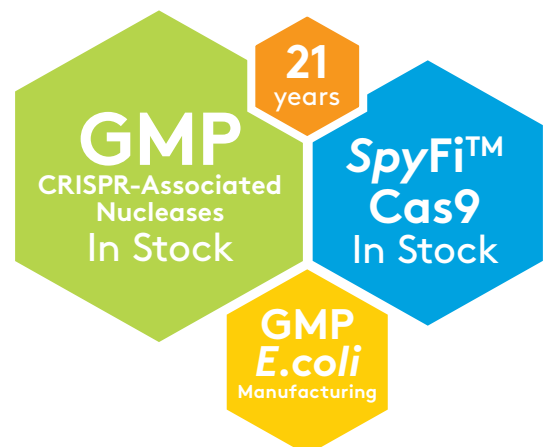 21
years
GMP
CRISPR-Associated
Nucleases
In Stock
SpyFi™
Cas9
In Stock
GMP
E.coli
Manufacturing